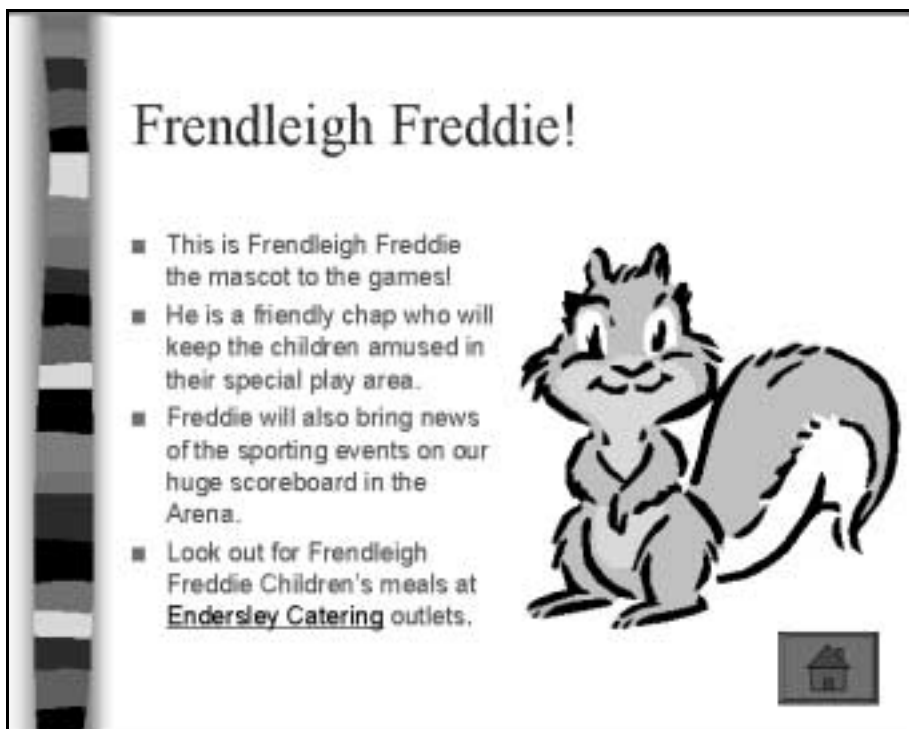 Frendleigh Freddie!
■ This is Frendleigh Freddie
the mascot to the games!
■ He is a friendly chap who will
keep the children amused in
their special play area.
■ Freddie will also bring news
of the sporting events on our
huge scoreboard in the
Arena.
■ Look out for Frendleigh
Freddie Children's meals at
Endersley Catering outlets.